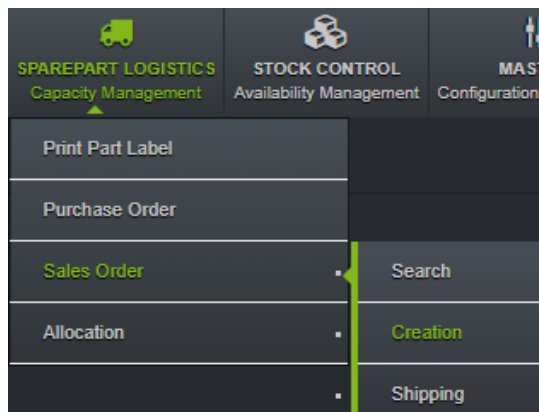 SPAREPART LOGISTICS
Capacity Management
STOCK CONTROL
Availability Management
Configuration
Print Part Label
Purchase Order
Sales Order
Allocation
Search
Creation
Shipping